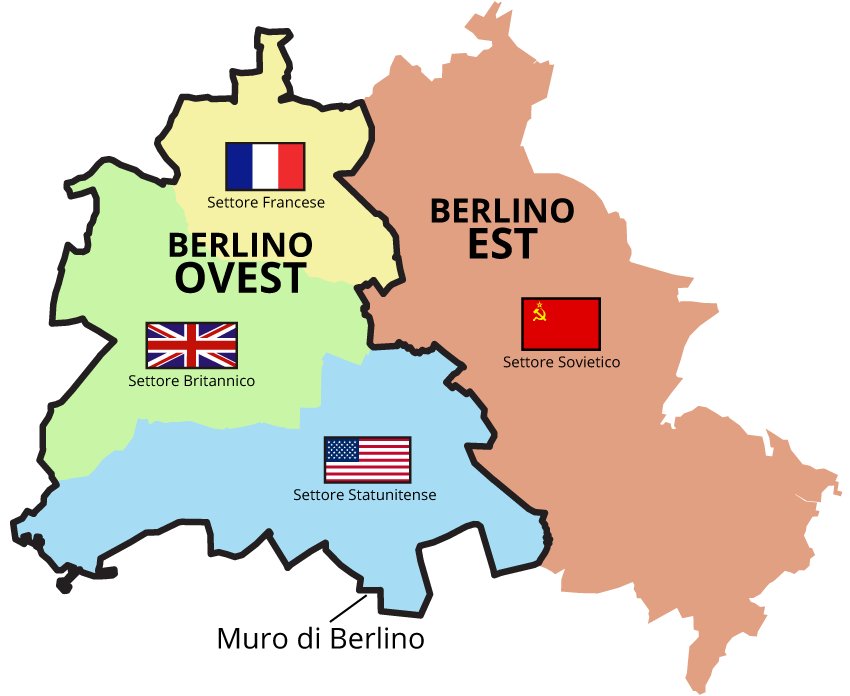 Settore Francese
BERLINO
OVEST
BERLINO
EST
Settore Britannico
Settore Sovietico
Settore Statunitense
Muro di Berlino